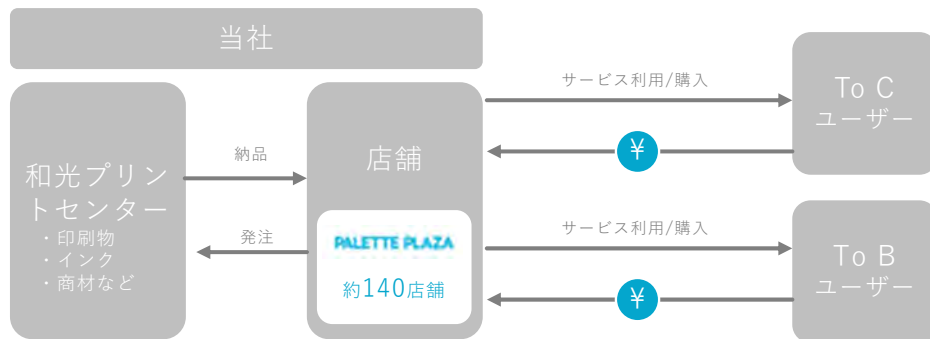 当社
和光プリン
トセンター
・印刷物
・インク
・商材など
納品
発注
店舗
PALETTE PLAZA
約140店舗
サービス利用/購入
¥
To C
ユーザー
サービス利用/購入
¥
To B
ユーザー